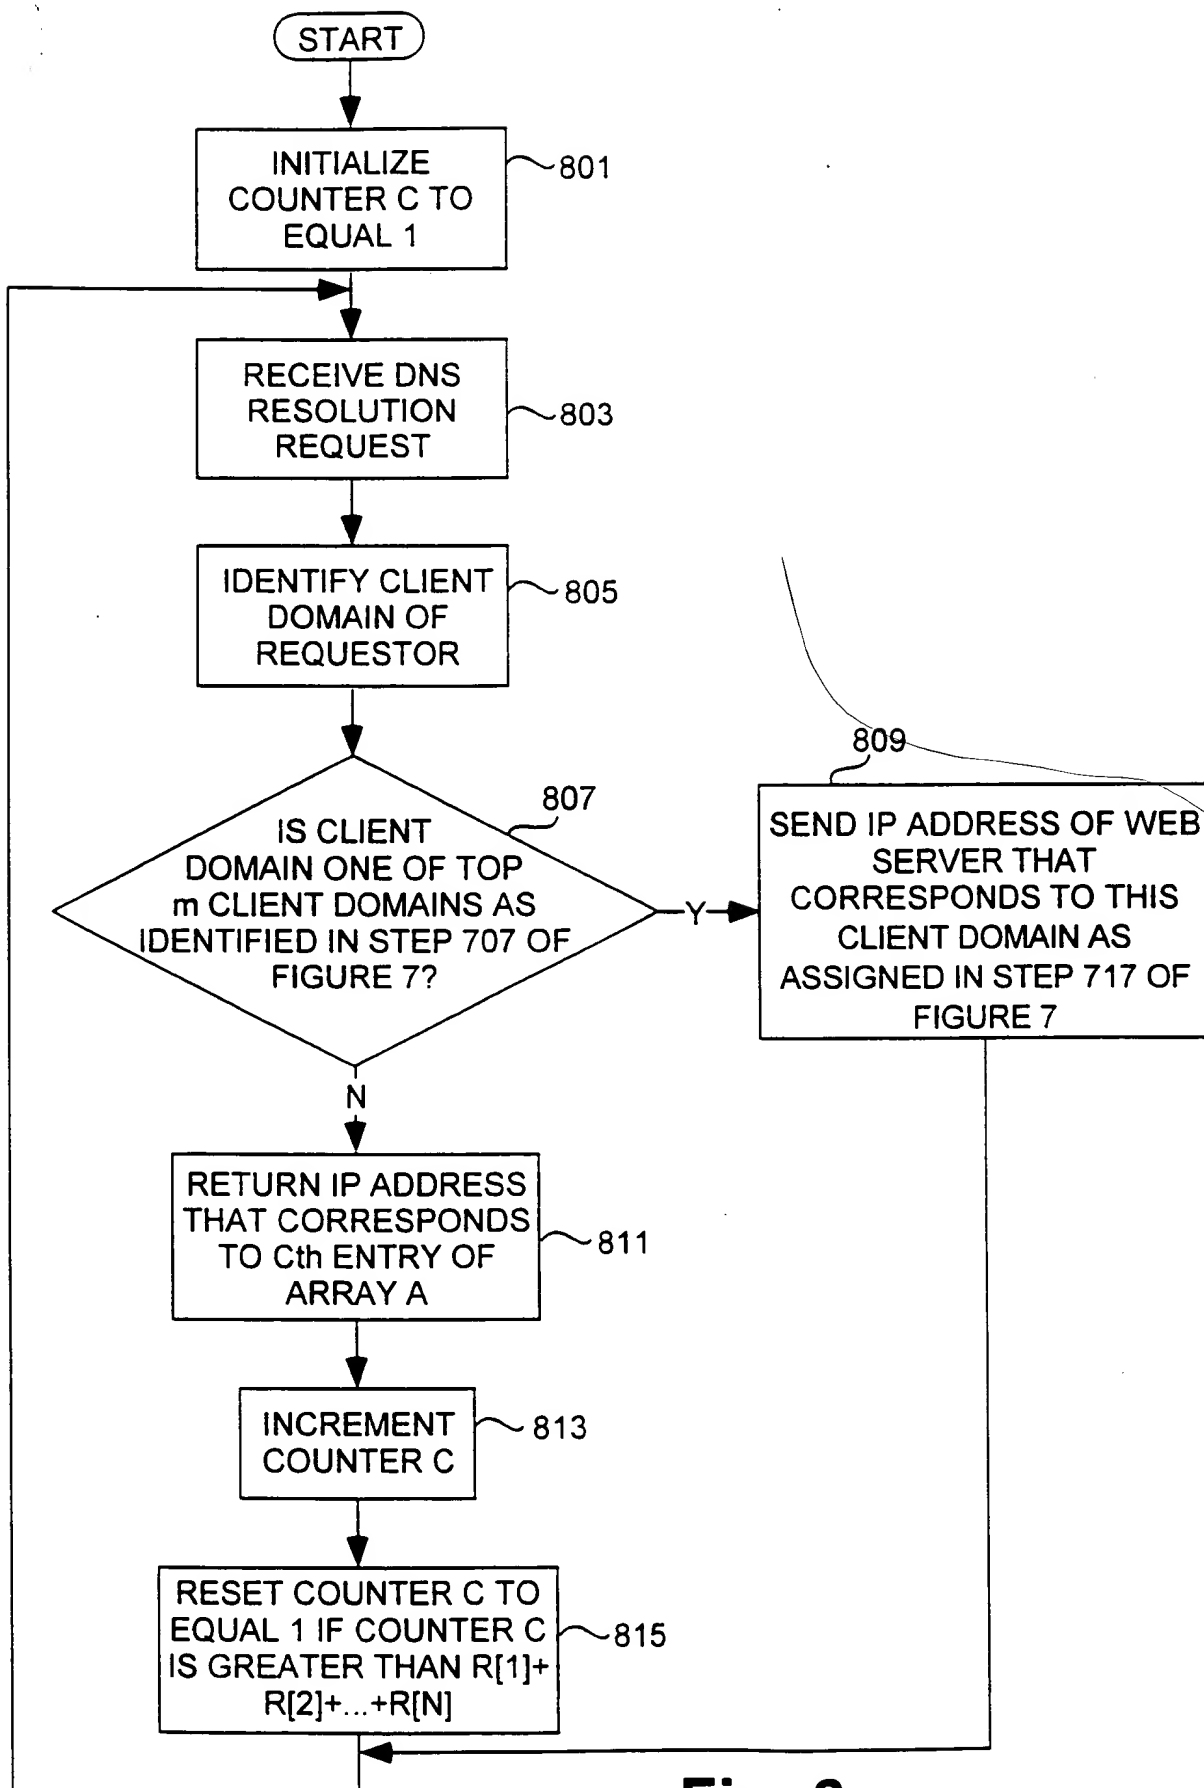 START
INITIALIZE
COUNTER C TO
EQUAL 1
801
RECEIVE DNS
RESOLUTION
REQUEST
803
IDENTIFY CLIENT
DOMAIN OF
REQUESTOR
805
IS CLIENT
DOMAIN ONE OF TOP
m CLIENT DOMAINS AS
IDENTIFIED IN STEP 707 OF
FIGURE 7?
807
Y
809
SEND IP ADDRESS OF WEB
SERVER THAT
CORRESPONDS TO THIS
CLIENT DOMAIN AS
ASSIGNED IN STEP 717 OF
FIGURE 7
N
RETURN IP ADDRESS
THAT CORRESPONDS
TO Cth ENTRY OF
ARRAY A
811
INCREMENT
COUNTER C
813
RESET COUNTER C TO
EQUAL 1 IF COUNTER C
IS GREATER THAN R[1]+
R[2]+...+R[N]
815